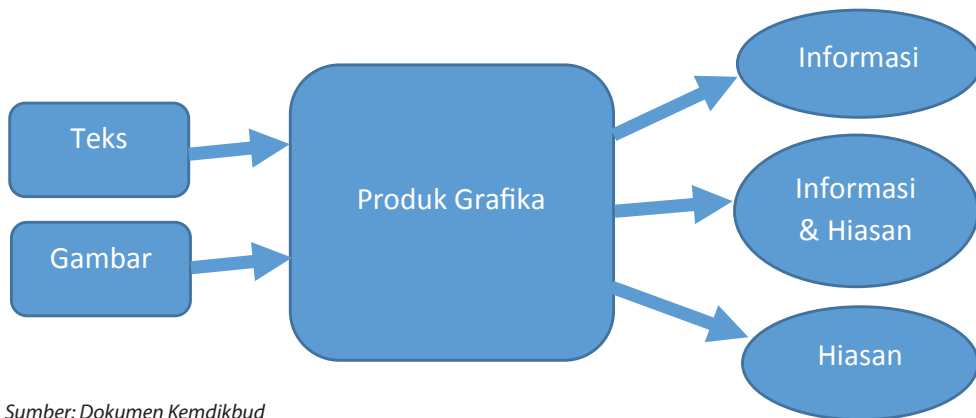 Teks
Gambar
Produk Grafika
Informasi
Informasi
& Hiasan
Hiasan
Sumber: Dokumen Kemdikbud